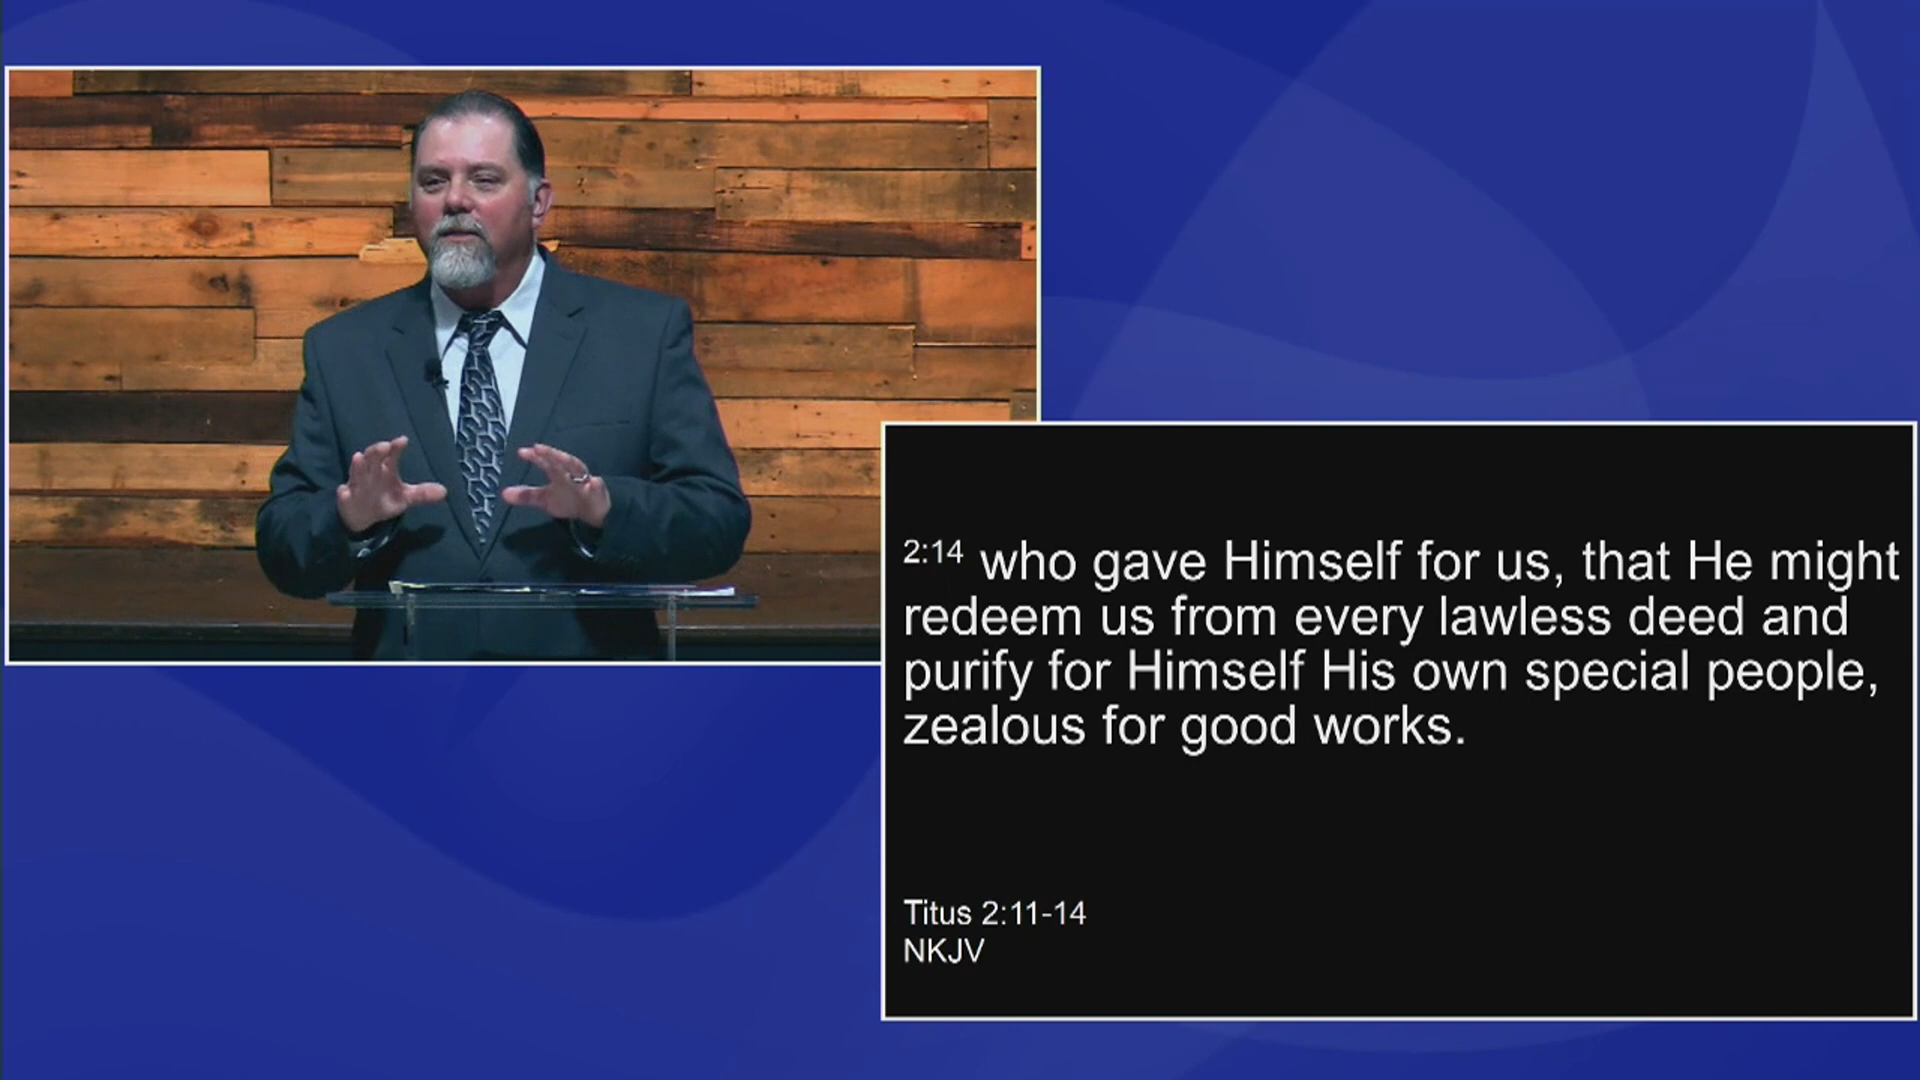 2:14 who gave Himself for us, that He might
redeem us from every lawless deed and
purify for Himself His own special people,
zealous for good works.
Titus 2:11-14
NKJV